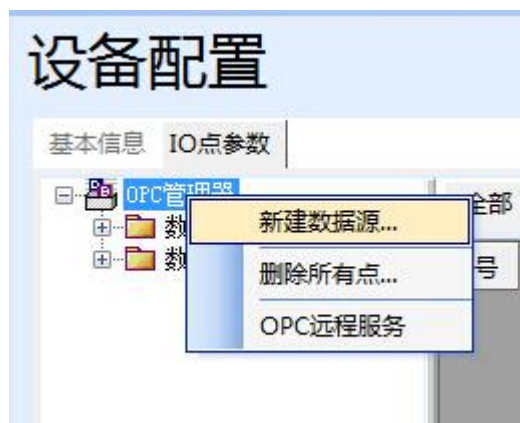 设备配置
基本信息 IO点参数
OPC管理器
全部
数
新建数据源...
数
号
删除所有点...
OPC远程服务